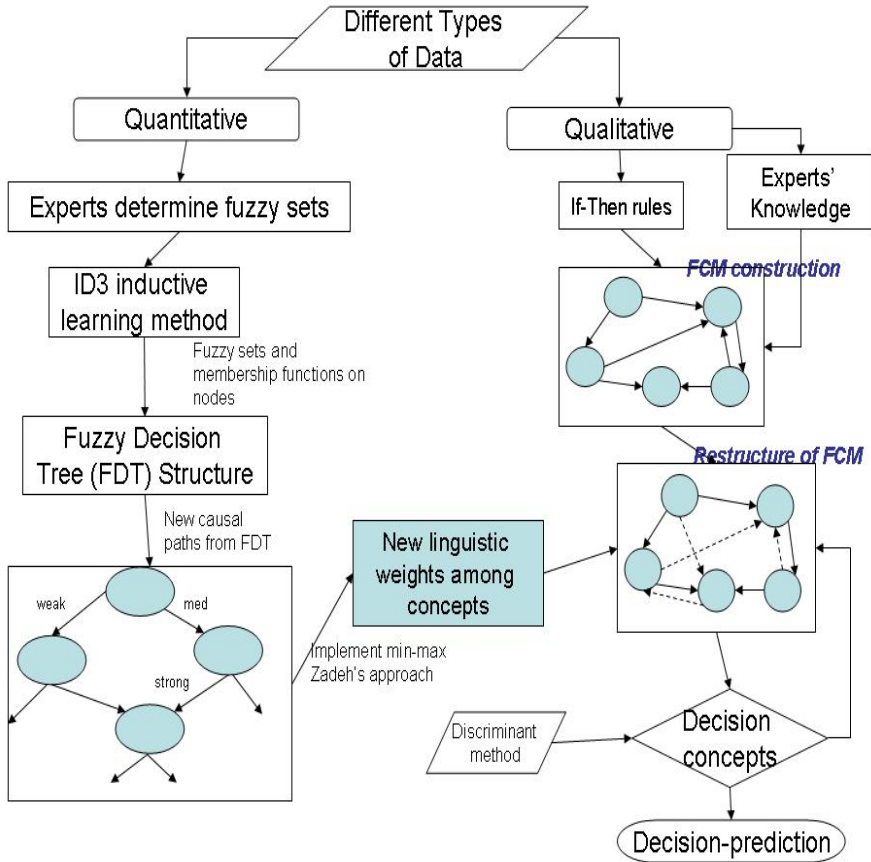 Different Types
of Data
Quantitative
Qualitative
Experts determine fuzzy sets
If-Then rules
Experts'
Knowledge
ID3 inductive
learning method
FCM construction
Fuzzy sets and
membership functions on
nodes
Fuzzy Decision
Tree (FDT) Structure
Restructure of FCM
New causal
paths from FDT
New linguistic
weights among
concepts
weak
med
strong
Implement min-max
Zadeh's approach
Discriminant
method
Decision
concepts
Decision-prediction